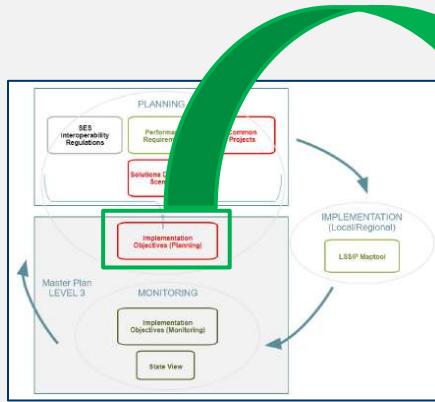 PLANNING
SES
Interoperability
Regulations
Common
Projects
Implementation
Objectives (Planning)
IMPLEMENTATION
(Local/Regional)
LSSIP Maptool
Master Plan
LEVEL 3
MONITORING
Implementation
Objectives (Monitoring)
State View